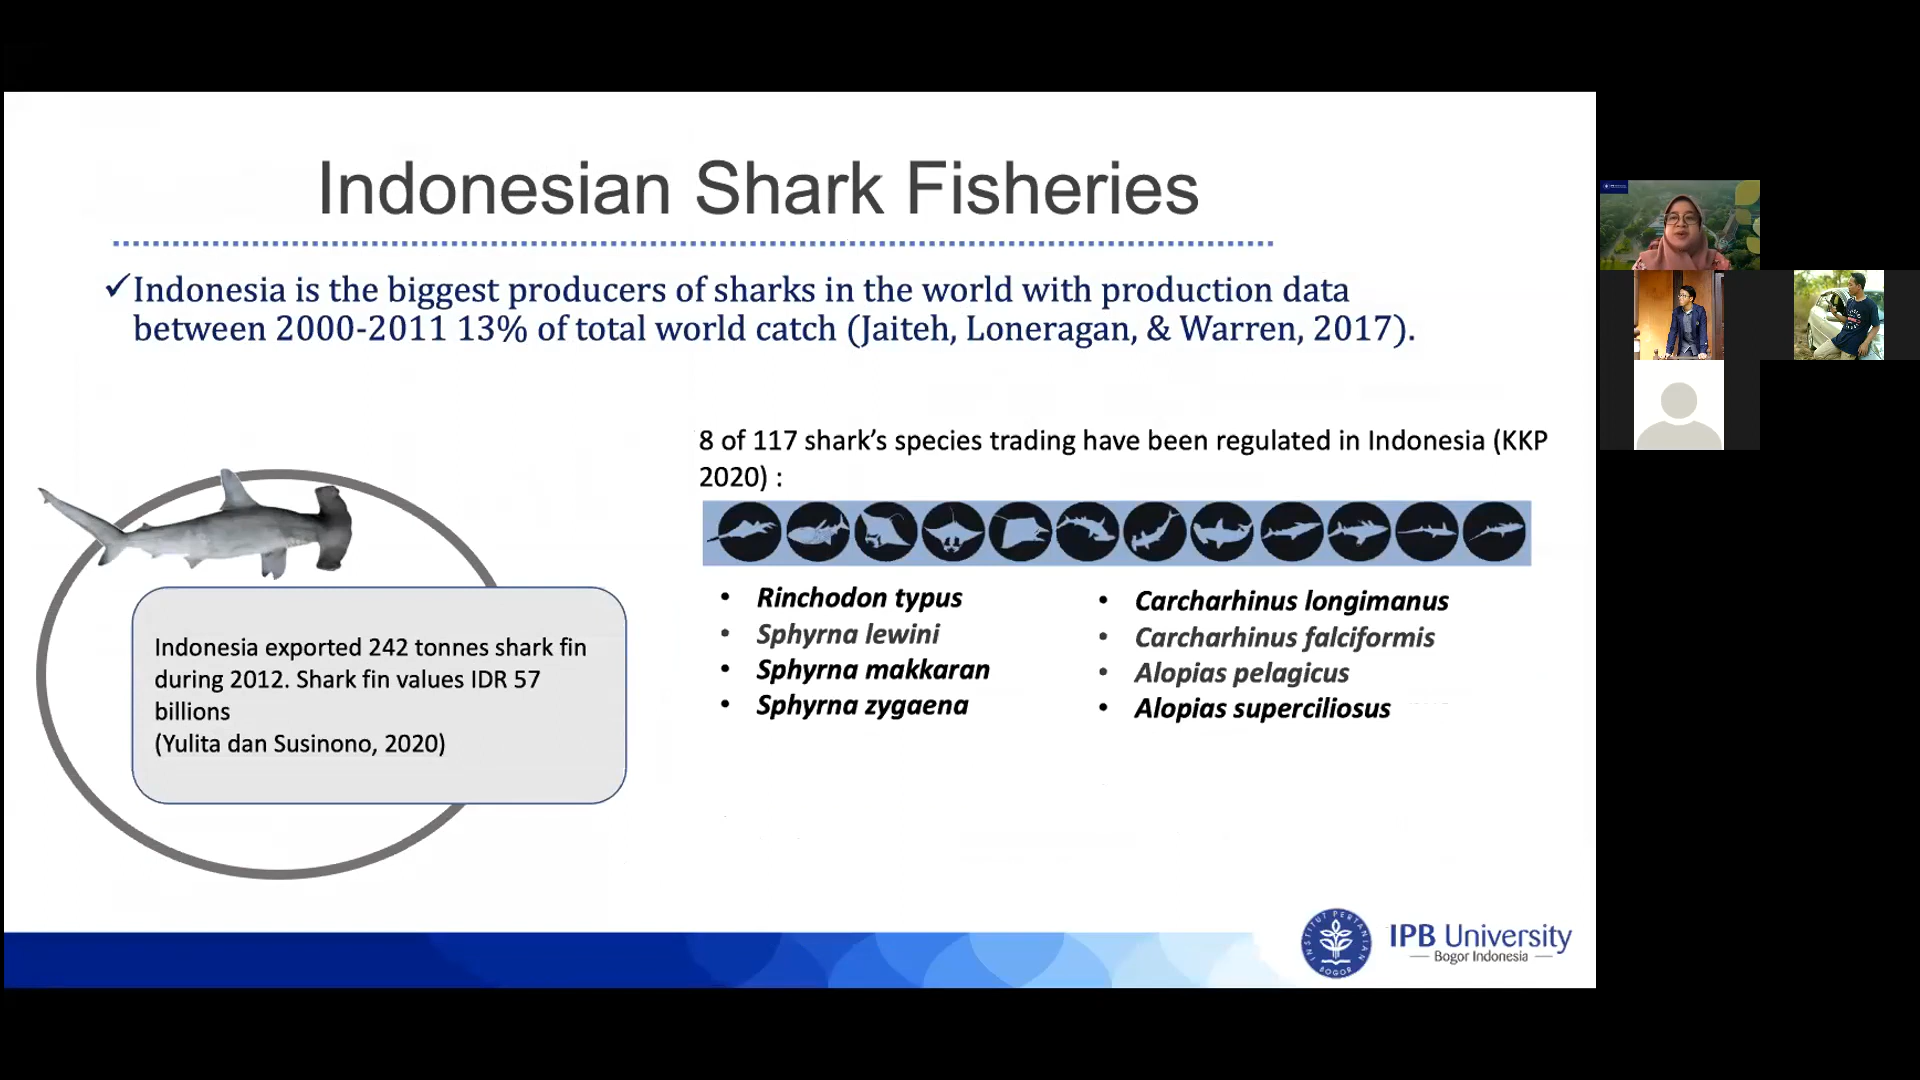 Indonesian Shark Fisheries
✓Indonesia is the biggest producers of sharks in the world with production data
between 2000-2011 13% of total world catch (Jaiteh, Loneragan, & Warren, 2017).
8 of 117 shark’s species trading have been regulated in Indonesia (KKP
2020) :
• Rinchodon typus
• Sphyrna lewini
• Sphyrna makkaran
• Sphyrna zygaena
• Carcharhinus longimanus
• Carcharhinus falciformis
• Alopias pelagicus
• Alopias superciliosus
Indonesia exported 242 tonnes shark fin
during 2012. Shark fin values IDR 57
billions
(Yulita dan Susinono, 2020)
INSTITUT PERTANIAN
BOGOR
IPB University
Bogor Indonesia